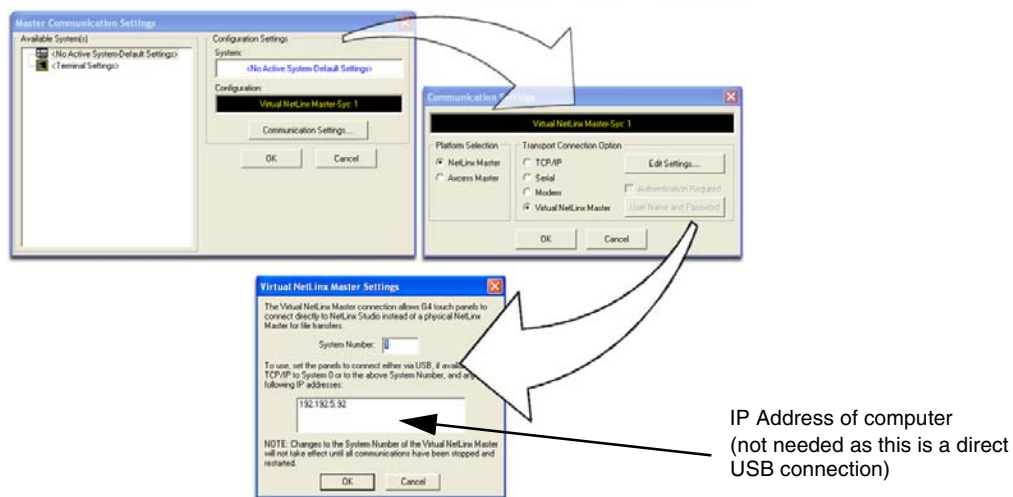 Master Communication Settings
Available System(s)
<No Active System-Default Settings>
<Terminal Settings>
Configuration Settings
System:
<No Active System-Default Settings>
Configuration:
Virtual NetLinx Master-Sys: 1
Communication Settings...
OK Cancel
Communication
Virtual NetLinx Master-Sys: 1
Platform Selection
NetLinx Master
Axcess Master
Transport Connection Option
TCP/IP
Serial
Modem
Virtual NetLinx Master
Edit Settings...
Authentication Required
User Name and Password
OK Cancel
Virtual NetLinx Master Settings
The Virtual NetLinx Master connection allows G4 touch panels to
connect directly to NetLinx Studio instead of a physical NetLinx
Master for file transfers.
System Number: 1
To use, set the panels to connect either via USB, if
TCP/IP to System 0 or to the above System Number, and
following IP addresses:
192.192.5.92
NOTE: Changes to the System Number of the Virtual NetLinx Master
will not take effect until all communications have been stopped and
restarted.
OK Cancel
IP Address of computer
(not needed as this is a direct
USB connection)